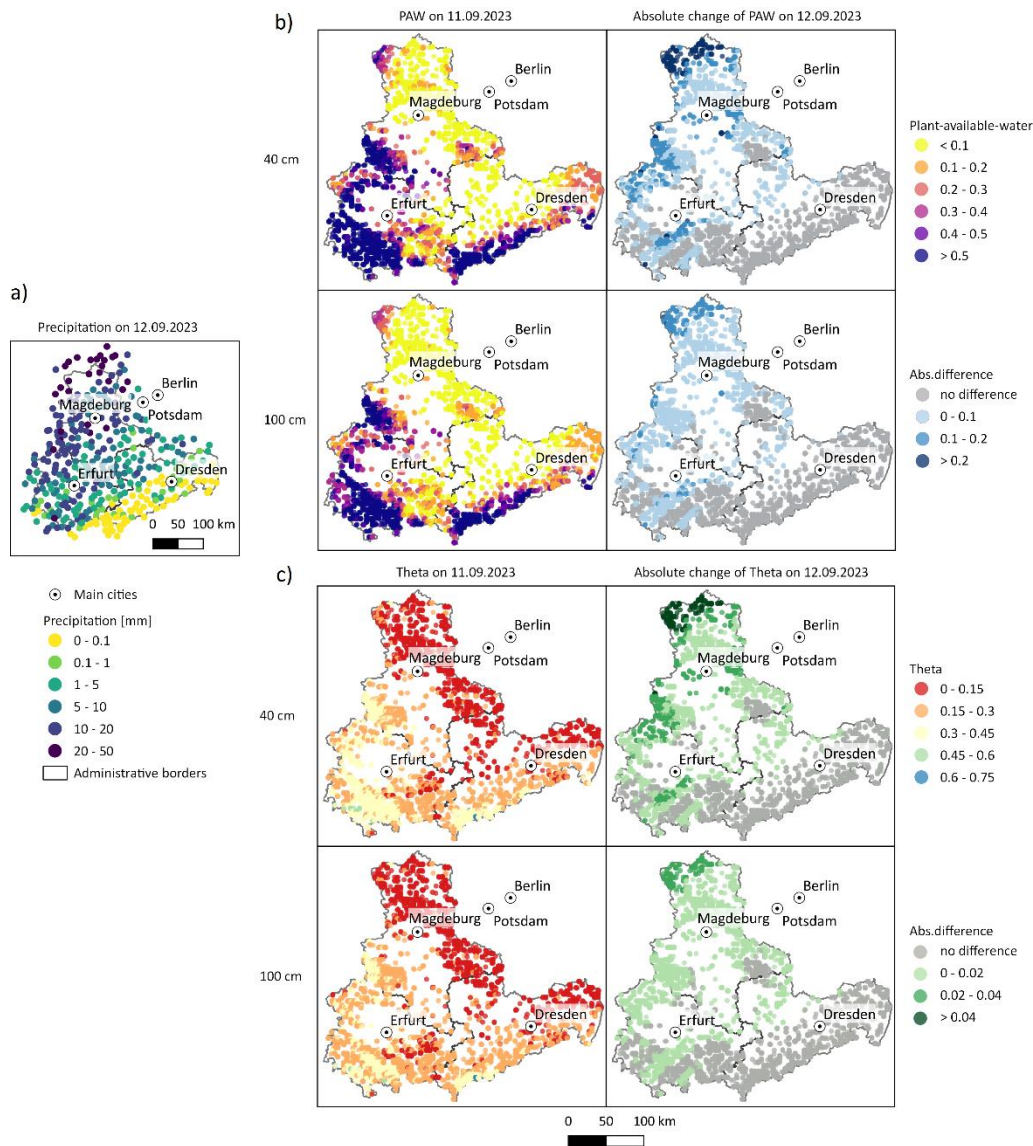 a)
Precipitation on 12.09.2023
Berlin
Magdeburg
Potsdam
Erfurt
Dresden
0 50 100 km
Main cities
Precipitation [mm]
0 - 0.1
0.1 - 1
1 - 5
5 - 10
10 - 20
20 - 50
Administrative borders
b)
PAW on 11.09.2023
Absolute change of PAW on 12.09.2023
40 cm
Berlin
Magdeburg
Potsdam
Erfurt
Dresden
Berlin
Magdeburg
Potsdam
Erfurt
Dresden
Plant-available-water
< 0.1
0.1 - 0.2
0.2 - 0.3
0.3 - 0.4
0.4 - 0.5
> 0.5
100 cm
Berlin
Magdeburg
Potsdam
Erfurt
Dresden
Berlin
Magdeburg
Potsdam
Erfurt
Dresden
Abs.difference
no difference
0 - 0.1
0.1 - 0.2
> 0.2
c)
Theta on 11.09.2023
Absolute change of Theta on 12.09.2023
40 cm
Berlin
Magdeburg
Potsdam
Erfurt
Dresden
Berlin
Magdeburg
Potsdam
Erfurt
Dresden
Theta
0 - 0.15
0.15 - 0.3
0.3 - 0.45
0.45 - 0.6
0.6 - 0.75
100 cm
Berlin
Magdeburg
Potsdam
Erfurt
Dresden
Berlin
Magdeburg
Potsdam
Erfurt
Dresden
Abs.difference
no difference
0 - 0.02
0.02 - 0.04
> 0.04
0 50 100 km